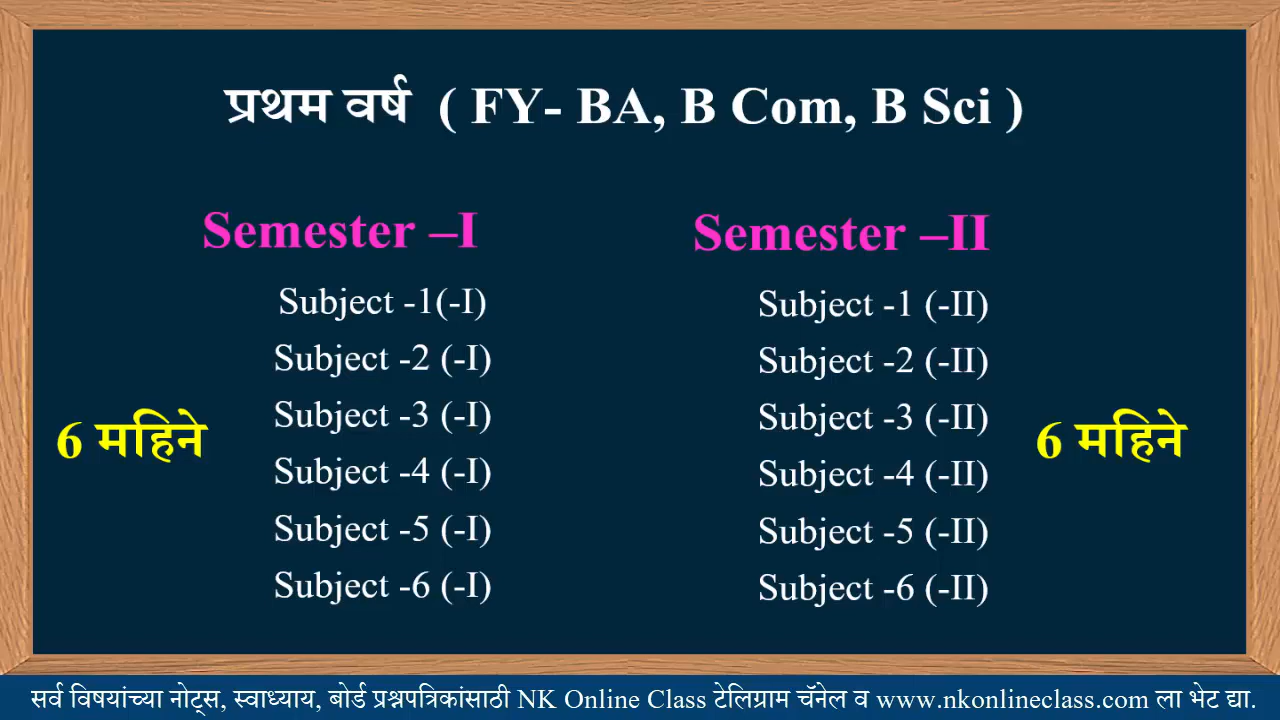 प्रथम वर्ष ( FY- BA, B Com, B Sci )
Semester –I
Subject -1(-I)
Subject -2 (-I)
Subject -3 (-I)
Subject -4 (-I)
Subject -5 (-I)
Subject -6 (-I)
6 महिने
Semester –II
Subject -1 (-II)
Subject -2 (-II)
Subject -3 (-II)
Subject -4 (-II)
Subject -5 (-II)
Subject -6 (-II)
6 महिने
सर्व विषयांच्या नोट्स, स्वाध्याय, बोर्ड प्रश्नपत्रिकांसाठी NK Online Class टेलिग्राम चॅनेल व www.nkonlineclass.com ला भेट द्या.